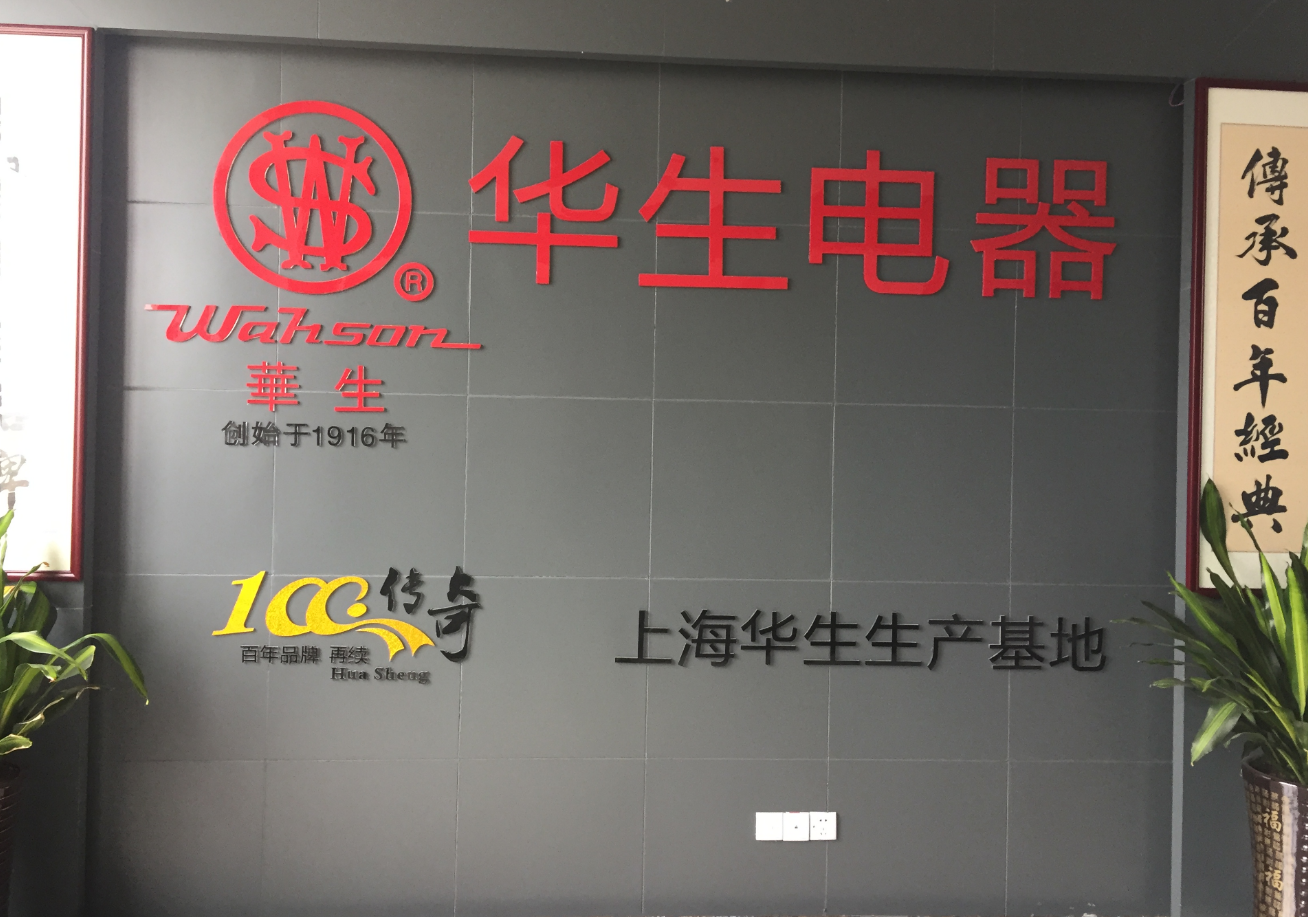 华生电器
®
Wahson
華生
创始于1916年
100传奇
百年品牌 再续
Hua Sheng
上海华生生产基地
傳承百年經典
福
福